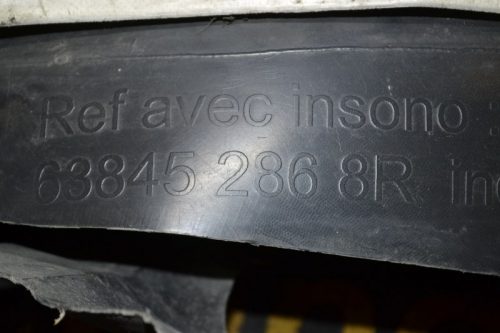 Ref avec insono
63845 286 8R